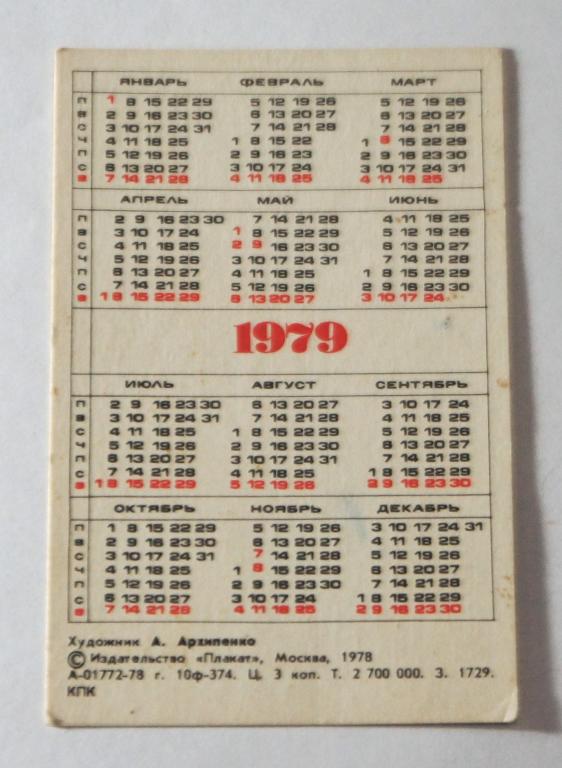 ЯНВАРЬ ФЕВРАЛЬ МАРТ
П 1 8 15 22 29 5 12 19 26 5 12 19 26
В 2 9 16 23 30 6 13 20 27 6 13 20 27
С 3 10 17 24 31 7 14 21 28 7 14 21 28
Ч 4 11 18 25 1 8 15 22 1 8 15 22 29
П 5 12 19 26 2 9 16 23 2 9 16 23 30
С 6 13 20 27 3 10 17 24 3 10 17 24 31
В 7 14 21 28 4 11 18 25 4 11 18 25
АПРЕЛЬ МАЙ ИЮНЬ
П 2 9 16 23 30 7 14 21 28 4 11 18 25
В 3 10 17 24 1 8 15 22 29 5 12 19 26
С 4 11 18 25 2 9 16 23 30 6 13 20 27
Ч 5 12 19 26 3 10 17 24 31 7 14 21 28
П 6 13 20 27 4 11 18 25 1 8 15 22 29
С 7 14 21 28 5 12 19 26 2 9 16 23 30
В 1 8 15 22 29 6 13 20 27 3 10 17 24
1979
ИЮЛЬ АВГУСТ СЕНТЯБРЬ
П 2 9 16 23 30 6 13 20 27 3 10 17 24
В 3 10 17 24 31 7 14 21 28 4 11 18 25
С 4 11 18 25 1 8 15 22 29 5 12 19 26
Ч 5 12 19 26 2 9 16 23 30 6 13 20 27
П 6 13 20 27 3 10 17 24 31 7 14 21 28
С 7 14 21 28 4 11 18 25 1 8 15 22 29
В 1 8 15 22 29 5 12 19 26 2 9 16 23 30
ОКТЯБРЬ НОЯБРЬ ДЕКАБРЬ
П 1 8 15 22 29 5 12 19 26 3 10 17 24 31
В 2 9 16 23 30 6 13 20 27 4 11 18 25
С 3 10 17 24 31 7 14 21 28 5 12 19 26
Ч 4 11 18 25 1 8 15 22 29 6 13 20 27
П 5 12 19 26 2 9 16 23 30 7 14 21 28
С 6 13 20 27 3 10 17 24 1 8 15 22 29
В 7 14 21 28 4 11 18 25 2 9 16 23 30
Художник А. Архипенко
© Издательство «Плакат», Москва, 1978
А-01772-78 г. 10ф-374. Ц. 3 коп. Т. 2 700 000. З. 1729.
КПК